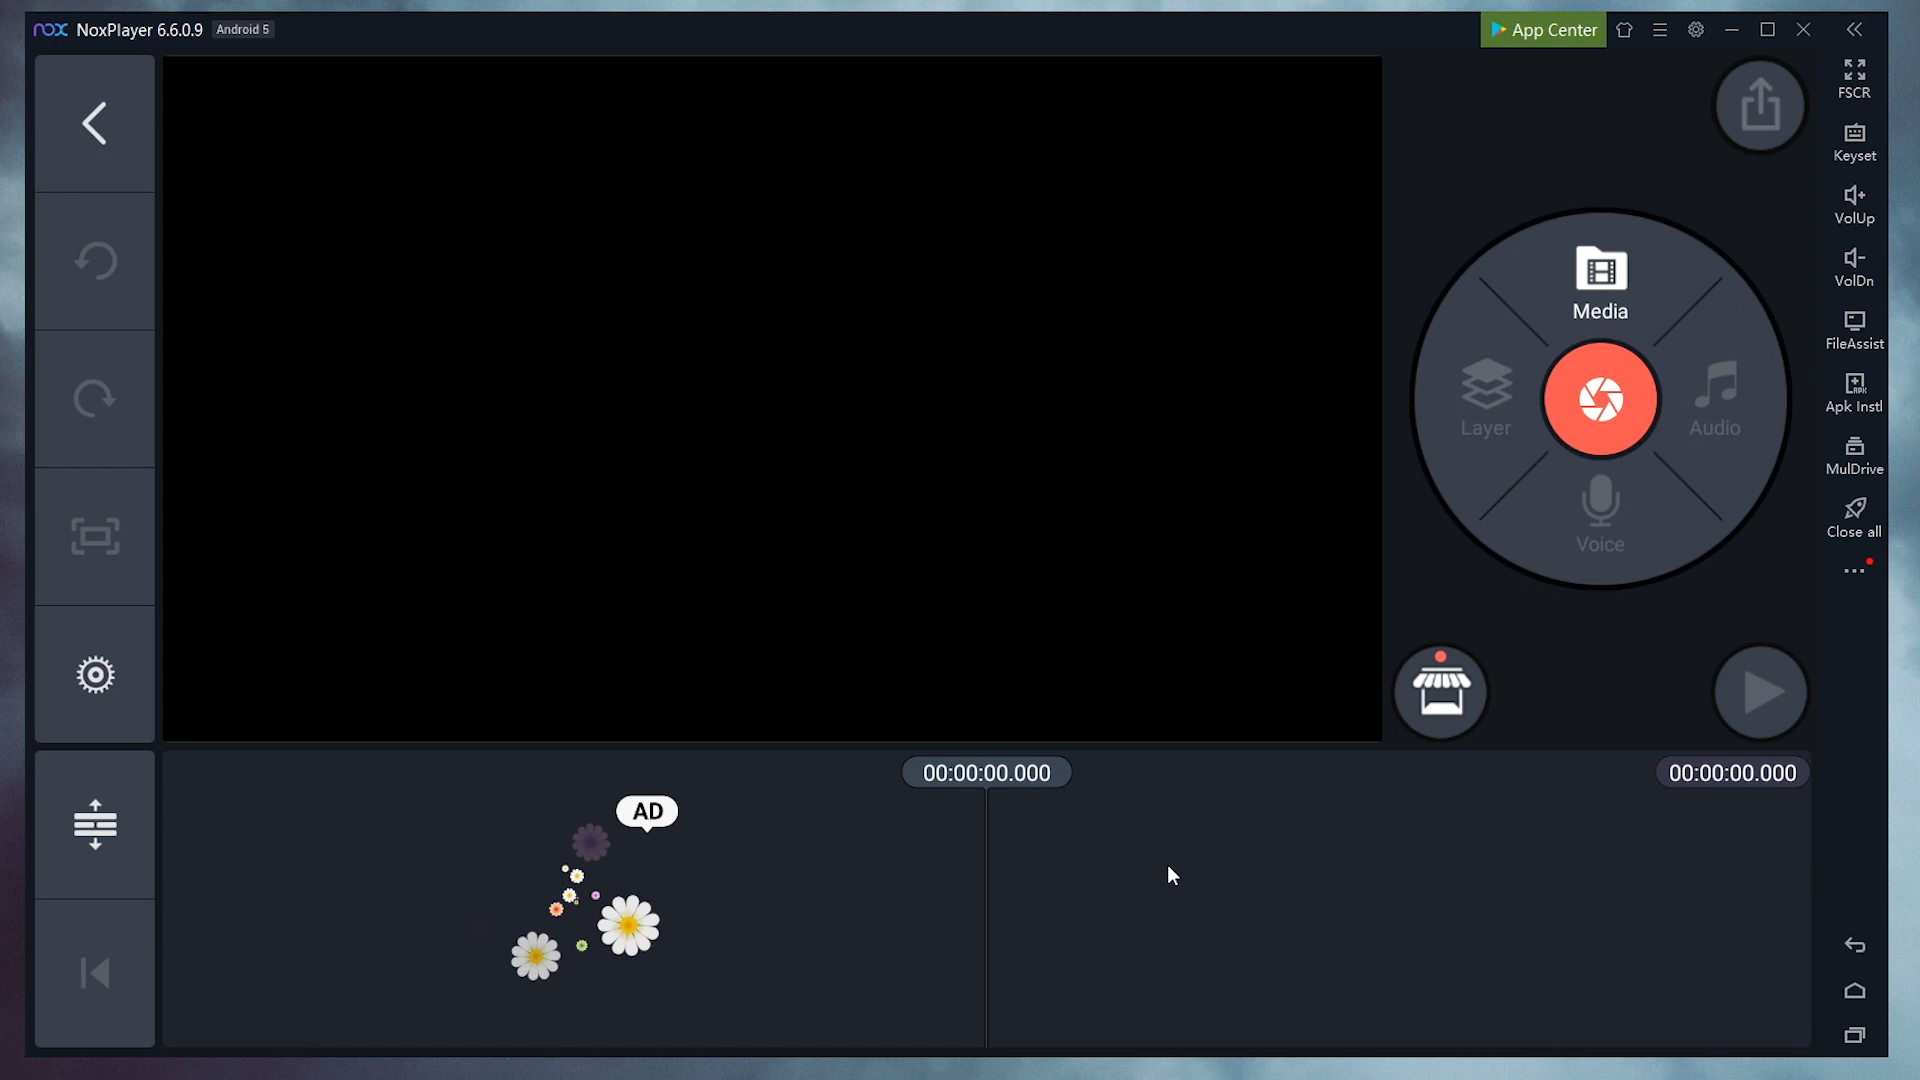 nox NoxPlayer 6.6.0.9 Android 5
App Center
FSCR
Keyset
VolUp
VolDn
FileAssist
Apk Instl
MulDrive
Close all
Media
Layer
Audio
Voice
00:00:00.000
00:00:00.000
AD